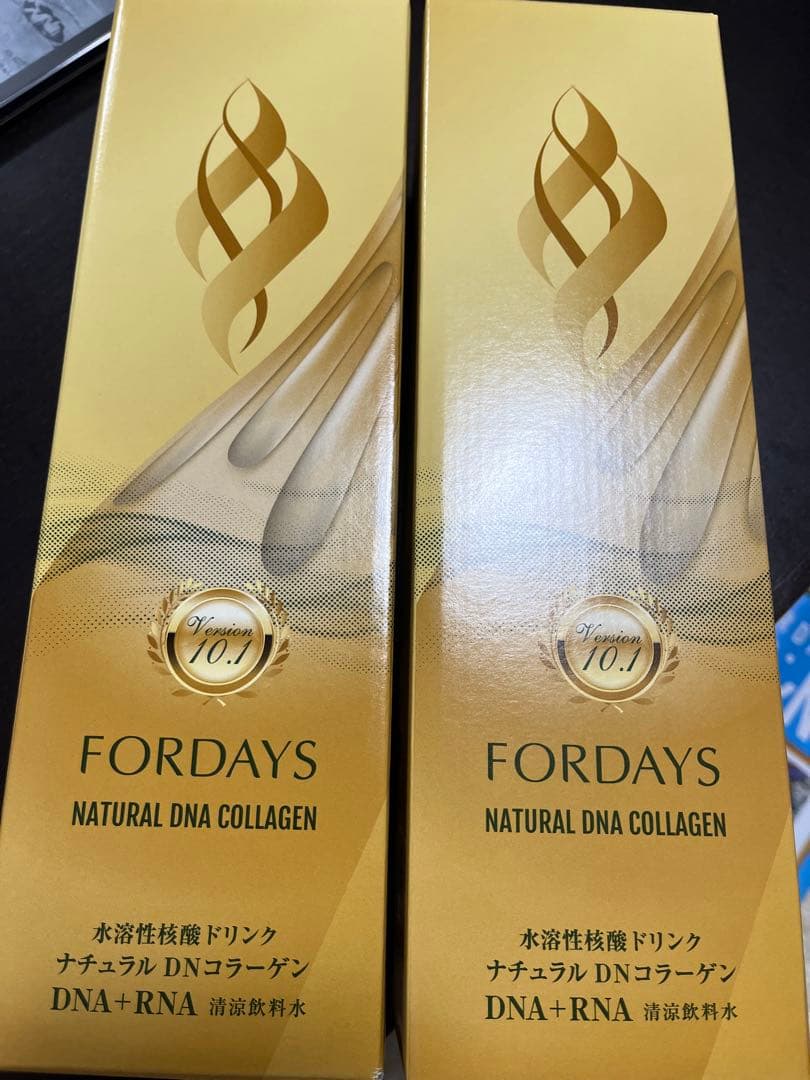 Version
10.1
FORDAYS
NATURAL DNA COLLAGEN
水溶性核酸ドリンク
ナチュラル DNコラーゲン
DNA+RNA 清涼飲料水
Version
10.1
FORDAYS
NATURAL DNA COLLAGEN
水溶性核酸ドリンク
ナチュラル DNコラーゲン
DNA+RNA 清涼飲料水